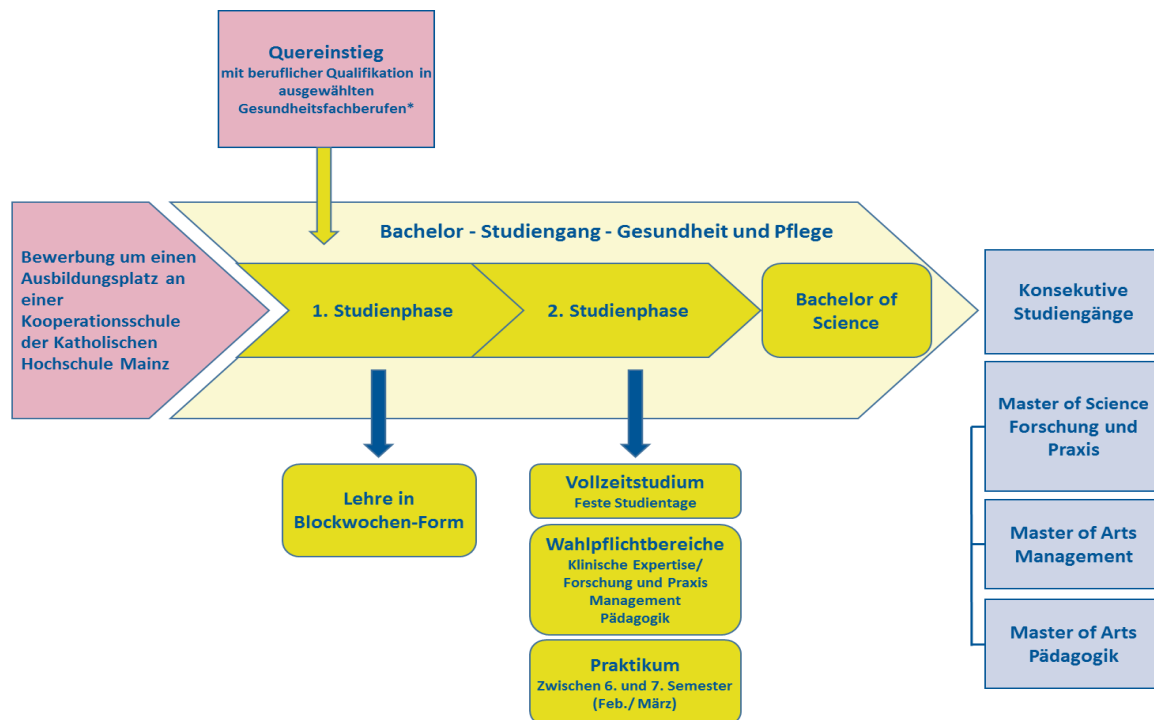 Quereinstieg
mit beruflicher Qualifikation in
ausgewählten
Gesundheitsfachberufen*
Bewerbung um einen
Ausbildungsplatz an
einer
Kooperationsschule
der Katholischen
Hochschule Mainz
Bachelor - Studiengang - Gesundheit und Pflege
1. Studienphase
2. Studienphase
Bachelor of
Science
Lehre in
Blockwochen-Form
Vollzeitstudium
Feste Studientage
Wahlpflichtbereiche
Klinische Expertise/
Forschung und Praxis
Management
Pädagogik
Praktikum
Zwischen 6. und 7. Semester
(Feb./ März)
Konsekutive
Studiengänge
Master of Science
Forschung und
Praxis
Master of Arts
Management
Master of Arts
Pädagogik